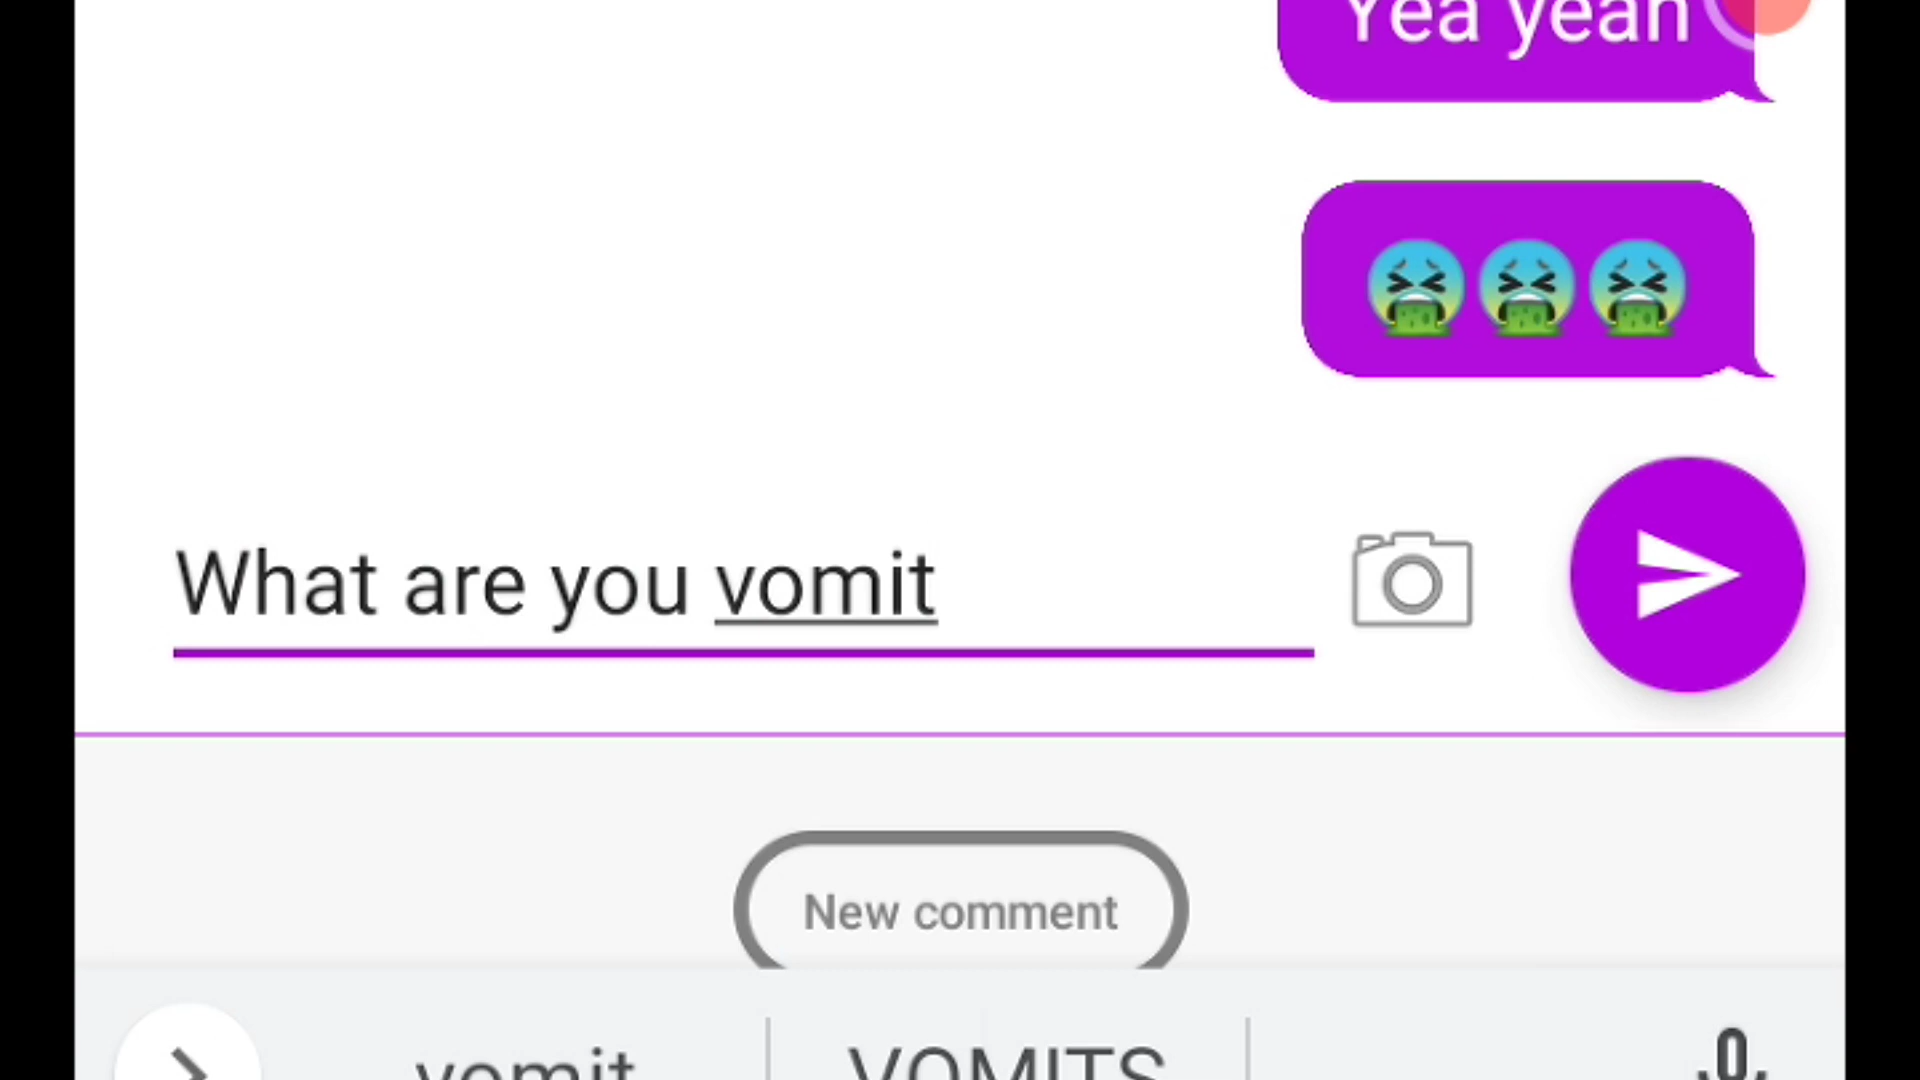 Yea yeah
🤮🤮🤮
What are you vomit
New comment
vomit
VOMITS